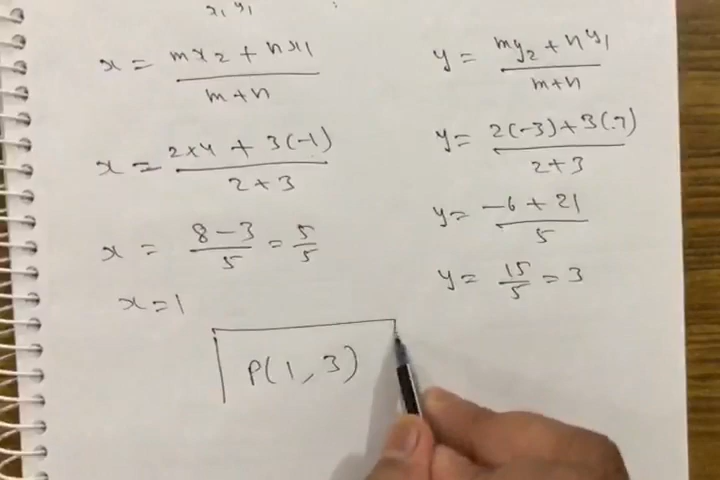 x₁ y₁
x = mx₂ + nx₁ / m+n
y = my₂ + ny₁ / m+n
x = 2×4 + 3(-1) / 2+3
y = 2(-3)+3(.7) / 2+3
x = 8-3 / 5 = 5/5
y = -6 + 21 / 5
x = 1
y = 15/5 = 3
P(1, 3)